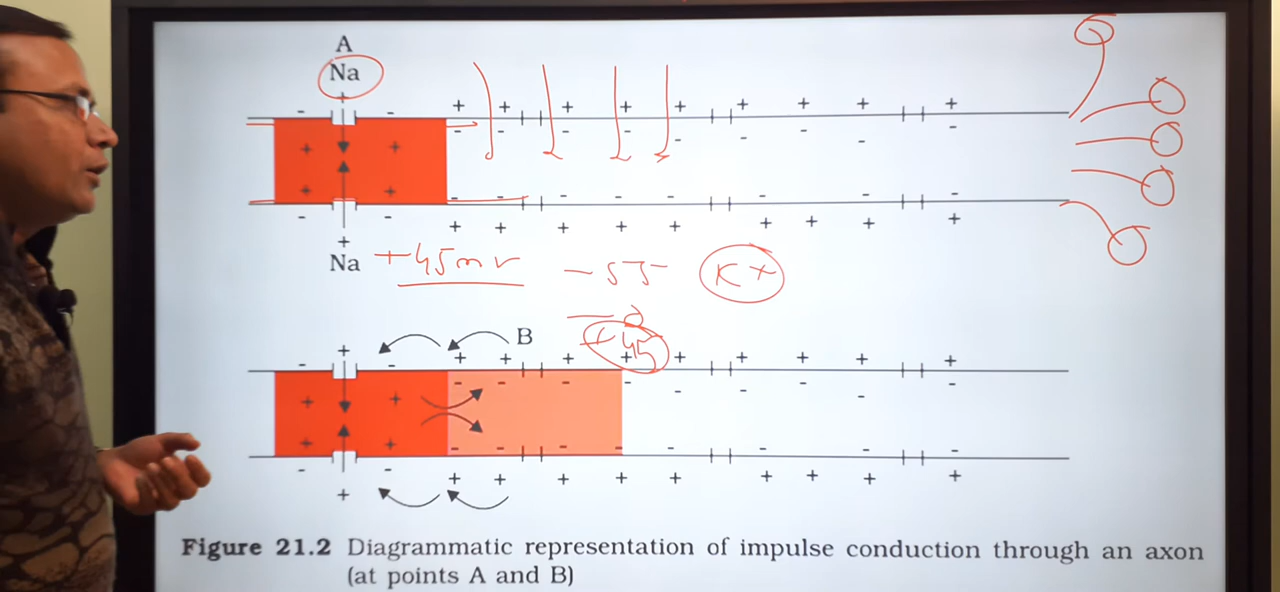 A
Na
Na
+45mv -55 K+
+45
B
Figure 21.2 Diagrammatic representation of impulse conduction through an axon
(at points A and B)